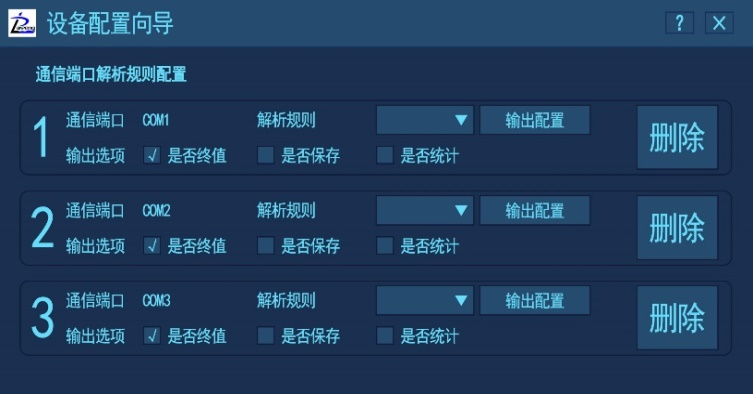 设备配置向导 ? X
通信端口解析规则配置
1 通信端口 COM1 解析规则 ▼ 输出配置 删除
输出选项 √ 是否终值 是否保存 是否统计
2 通信端口 COM2 解析规则 ▼ 输出配置 删除
输出选项 √ 是否终值 是否保存 是否统计
3 通信端口 COM3 解析规则 ▼ 输出配置 删除
输出选项 √ 是否终值 是否保存 是否统计